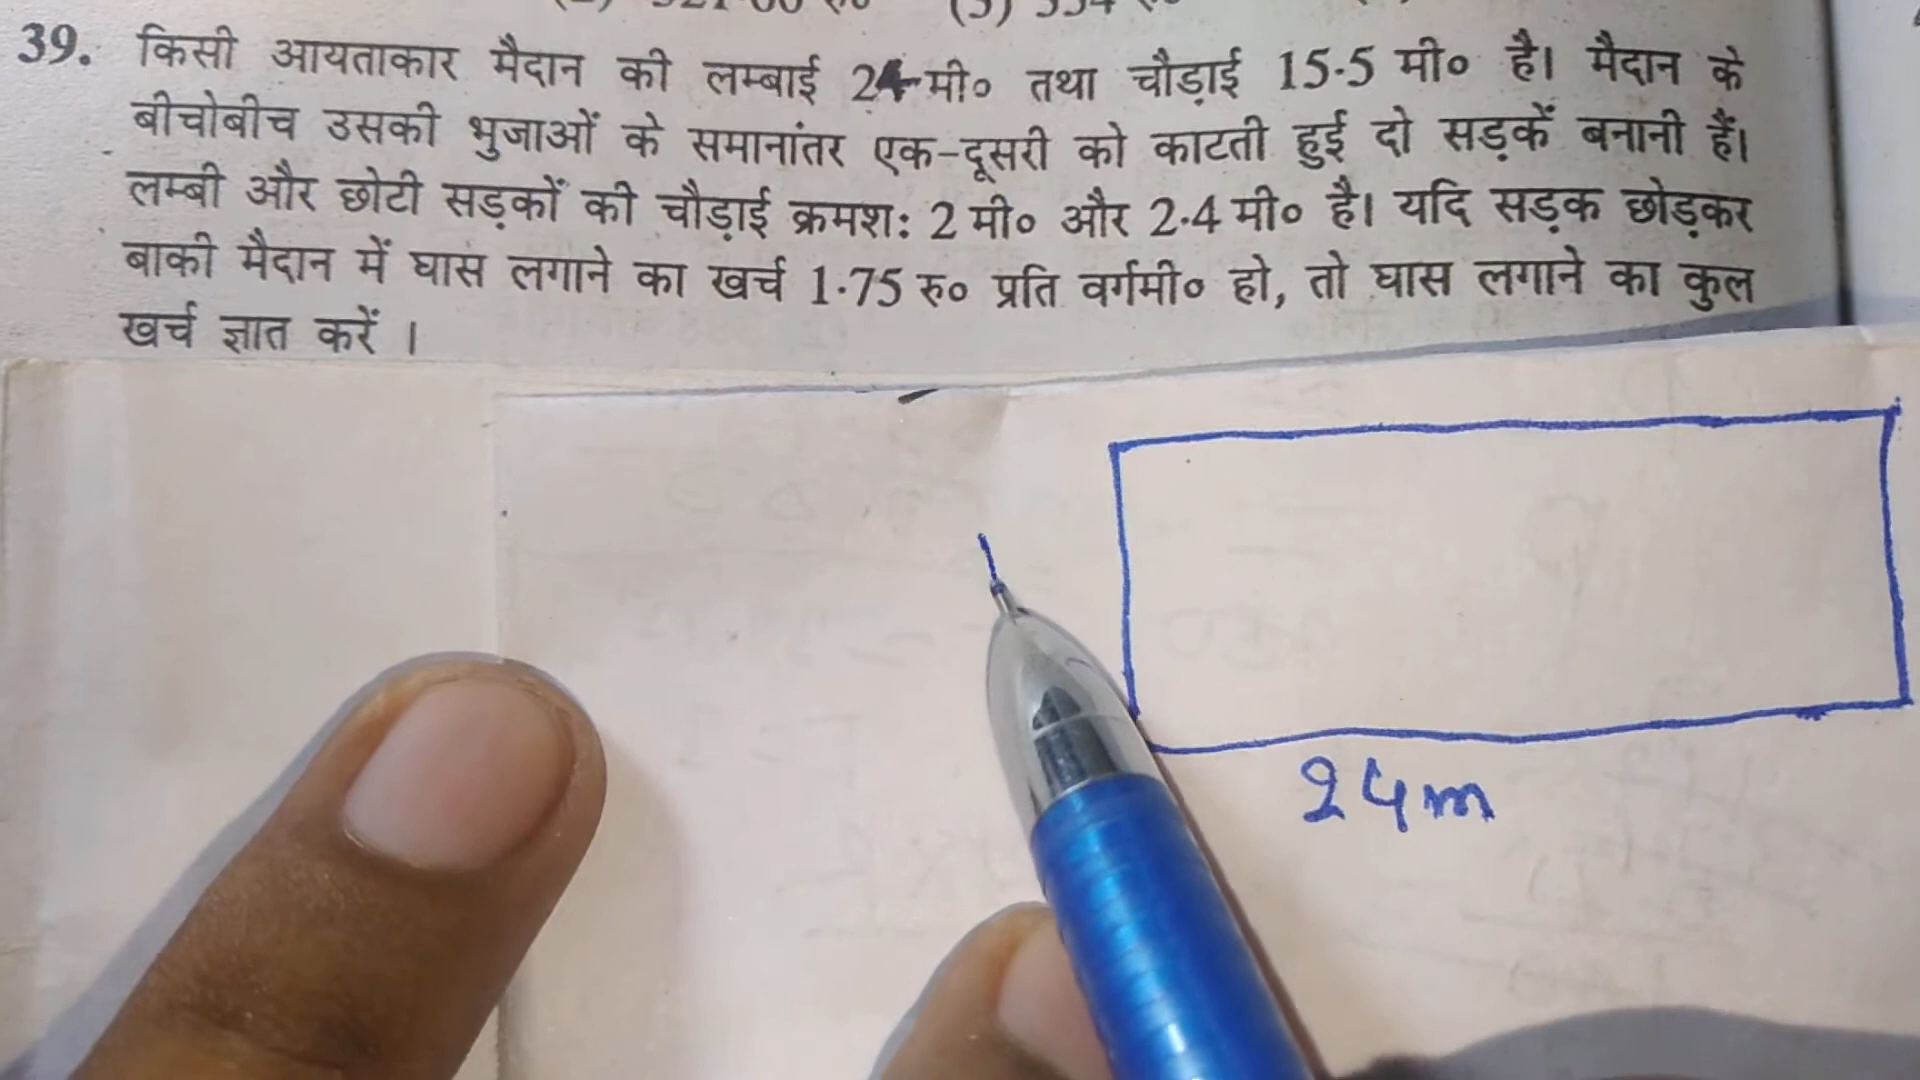 39. किसी आयताकार मैदान की लम्बाई 24 मी० तथा चौड़ाई 15·5 मी० है। मैदान के
बीचोबीच उसकी भुजाओं के समानांतर एक-दूसरी को काटती हुई दो सड़कें बनानी हैं।
लम्बी और छोटी सड़कों की चौड़ाई क्रमश: 2 मी० और 2·4 मी० है। यदि सड़क छोड़कर
बाकी मैदान में घास लगाने का खर्च 1·75 रु० प्रति वर्गमी० हो, तो घास लगाने का कुल
खर्च ज्ञात करें ।
24m